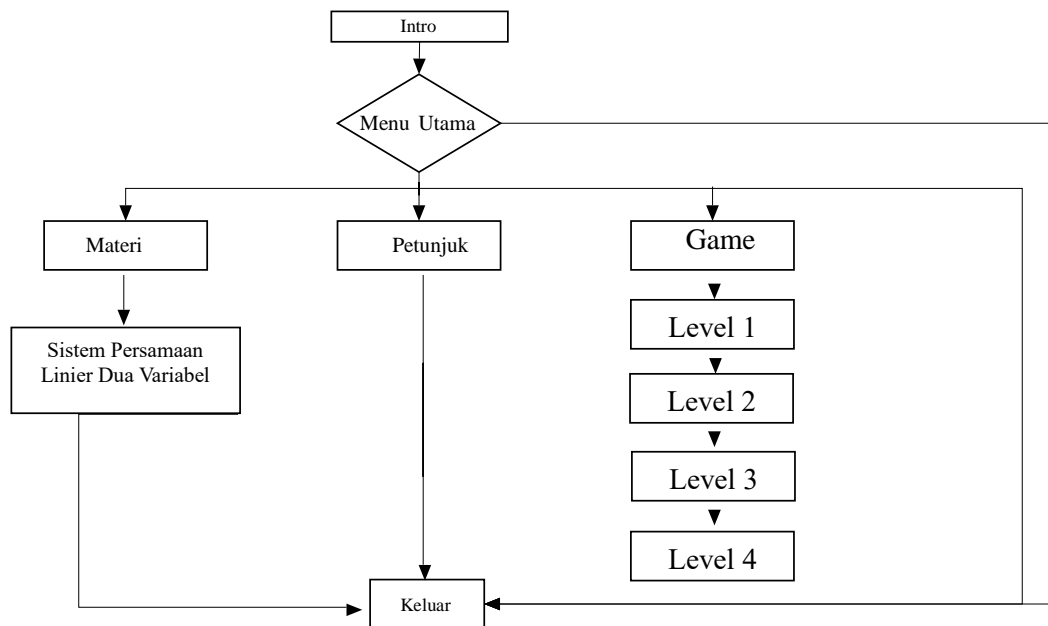 Intro
Menu Utama
Materi
Petunjuk
Game
Sistem Persamaan
Linier Dua Variabel
Level 1
Level 2
Level 3
Level 4
Keluar